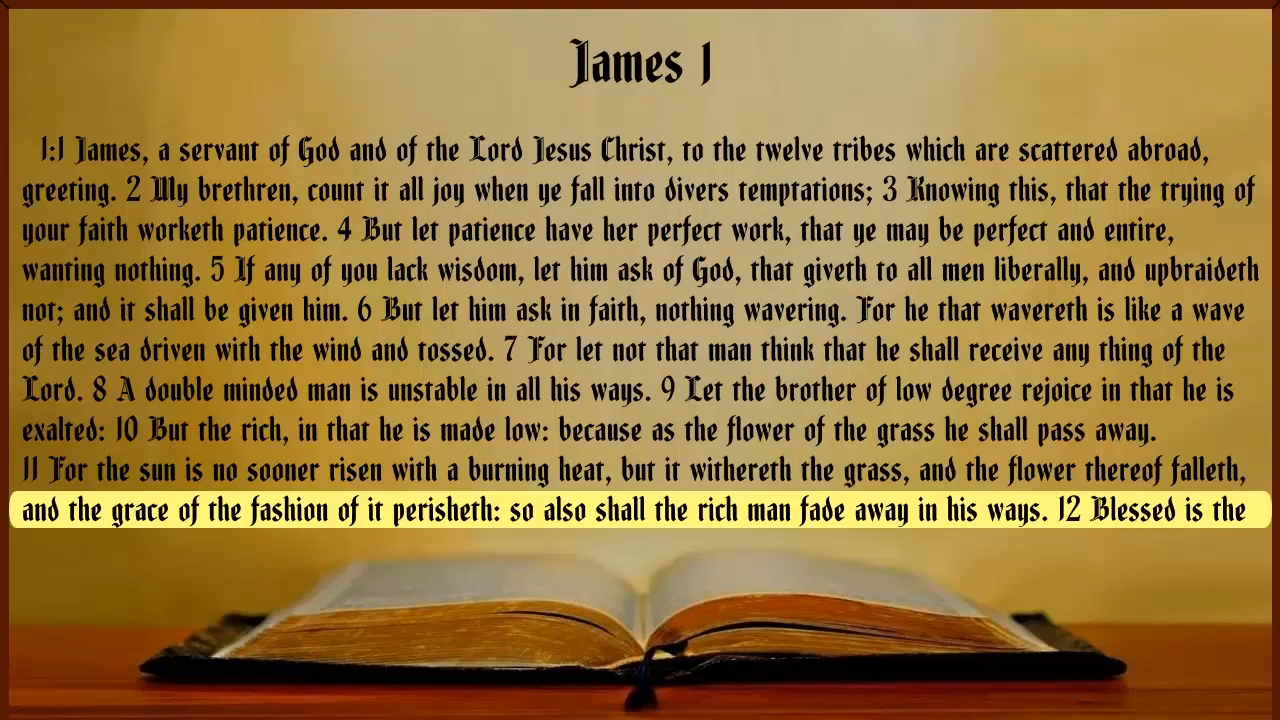 James 1
1:1 James, a servant of God and of the Lord Jesus Christ, to the twelve tribes which are scattered abroad,
greeting. 2 My brethren, count it all joy when ye fall into divers temptations; 3 Knowing this, that the trying of
your faith worketh patience. 4 But let patience have her perfect work, that ye may be perfect and entire,
wanting nothing. 5 If any of you lack wisdom, let him ask of God, that giveth to all men liberally, and upbraideth
not; and it shall be given him. 6 But let him ask in faith, nothing wavering. For he that wavereth is like a wave
of the sea driven with the wind and tossed. 7 For let not that man think that he shall receive any thing of the
Lord. 8 A double minded man is unstable in all his ways. 9 Let the brother of low degree rejoice in that he is
exalted: 10 But the rich, in that he is made low: because as the flower of the grass he shall pass away.
11 For the sun is no sooner risen with a burning heat, but it withereth the grass, and the flower thereof falleth,
and the grace of the fashion of it perisheth: so also shall the rich man fade away in his ways. 12 Blessed is the